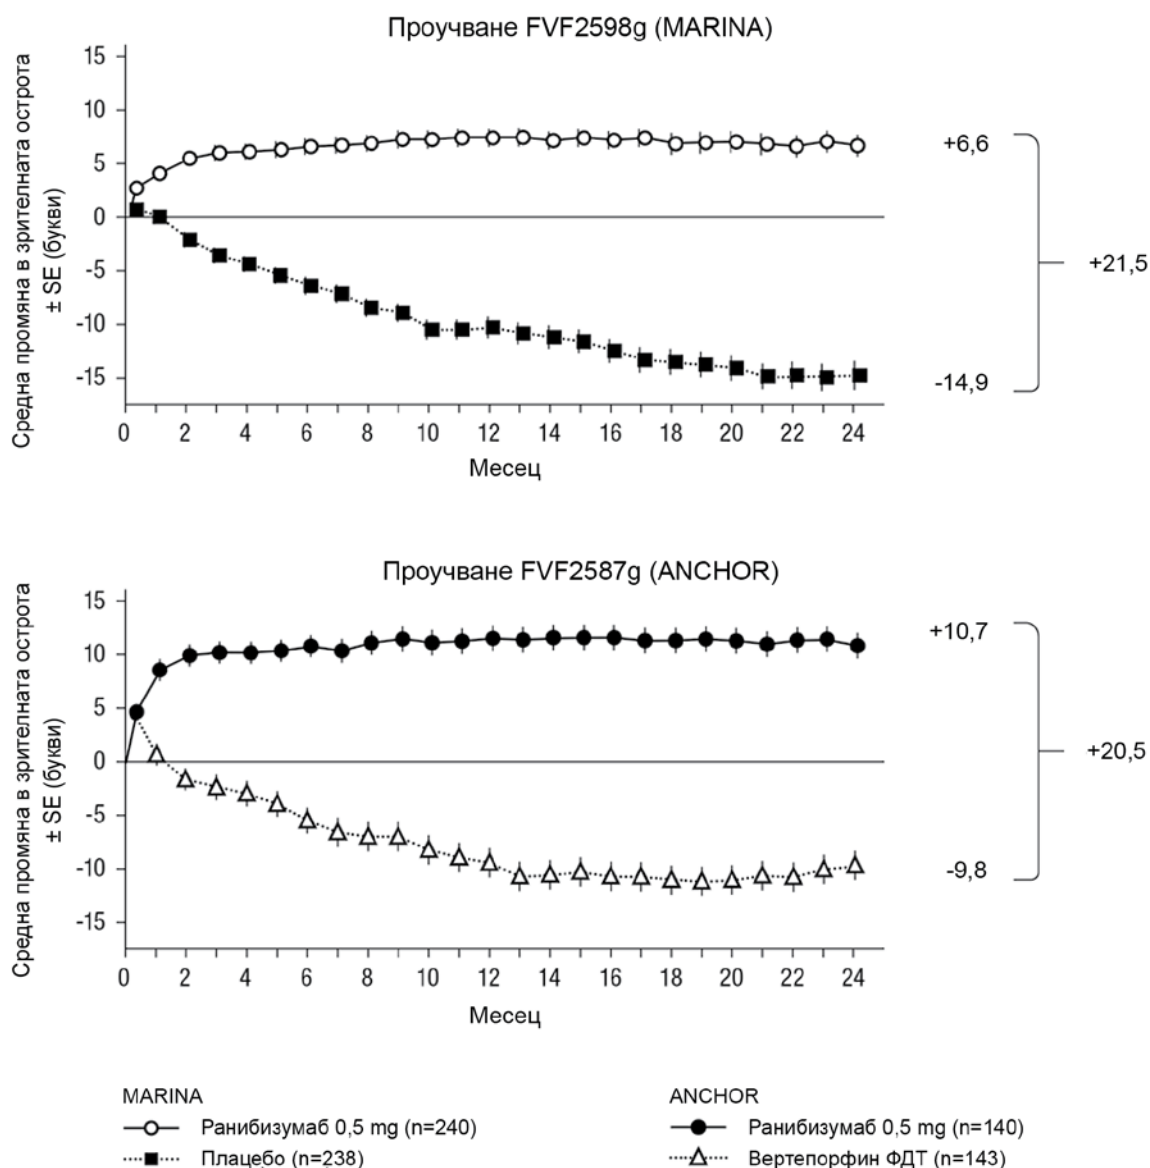 Проучване FVF2598g (MARINA)
Средна промяна в зрителната острота
± SE (букви)
15
10
5
0
-5
-10
-15
0 2 4 6 8 10 12 14 16 18 20 22 24
Месец
+6,6
+21,5
-14,9
Проучване FVF2587g (ANCHOR)
Средна промяна в зрителната острота
± SE (букви)
15
10
5
0
-5
-10
-15
0 2 4 6 8 10 12 14 16 18 20 22 24
Месец
+10,7
+20,5
-9,8
MARINA
Ранибизумаб 0,5 mg (n=240)
Плацебо (n=238)
ANCHOR
Ранибизумаб 0,5 mg (n=140)
Вертепорфин ФДТ (n=143)